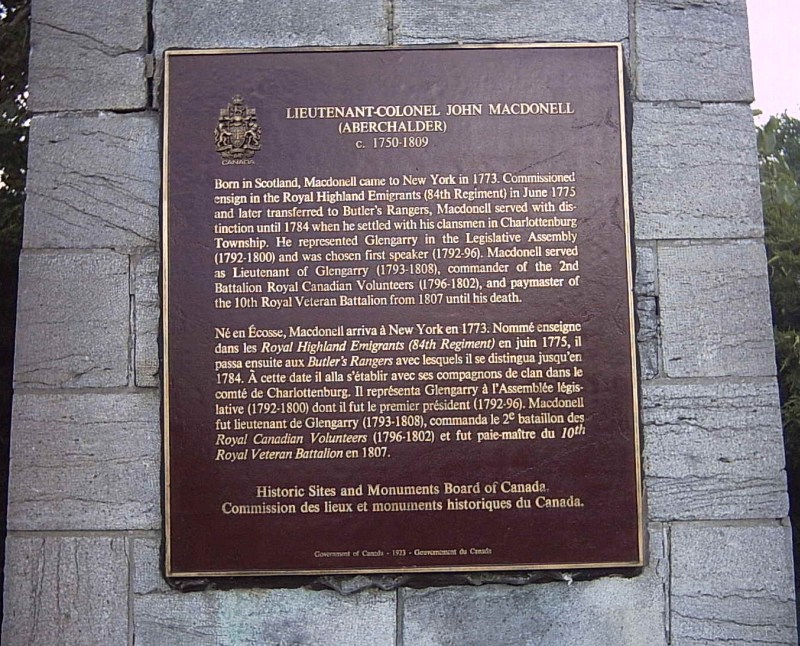 CANADA
LIEUTENANT-COLONEL JOHN MACDONELL
(ABERCHALDER)
c. 1750-1809
Born in Scotland, Macdonell came to New York in 1773. Commissioned
ensign in the Royal Highland Emigrants (84th Regiment) in June 1775
and later transferred to Butler's Rangers, Macdonell served with dis-
tinction until 1784 when he settled with his clansmen in Charlottenburg
Township. He represented Glengarry in the Legislative Assembly
(1792-1800) and was chosen first speaker (1792-96). Macdonell served
as Lieutenant of Glengarry (1793-1808), commander of the 2nd
Battalion Royal Canadian Volunteers (1796-1802), and paymaster of
the 10th Royal Veteran Battalion from 1807 until his death.
Né en Écosse, Macdonell arriva à New York en 1773. Nommé enseigne
dans les Royal Highland Emigrants (84th Regiment) en juin 1775, il
passa ensuite aux Butler's Rangers avec lesquels il se distingua jusqu'en
1784. À cette date il alla s'établir avec ses compagnons de clan dans le
comté de Charlottenburg. Il représenta Glengarry à l'Assemblée légis-
lative (1792-1800) dont il fut le premier président (1792-96). Macdonell
fut lieutenant de Glengarry (1793-1808), commanda le 2e bataillon des
Royal Canadian Volunteers (1796-1802) et fut paie-maître du 10th
Royal Veteran Battalion en 1807.
Historic Sites and Monuments Board of Canada.
Commission des lieux et monuments historiques du Canada.
Government of Canada - 1923 - Gouvernement du Canada